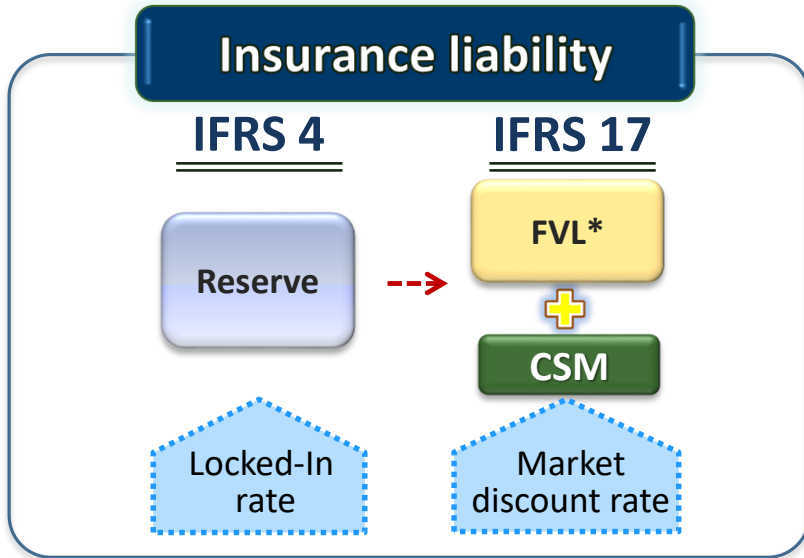 Insurance liability
IFRS 4
IFRS 17
Reserve
FVL*
CSM
Locked-In
rate
Market
discount rate